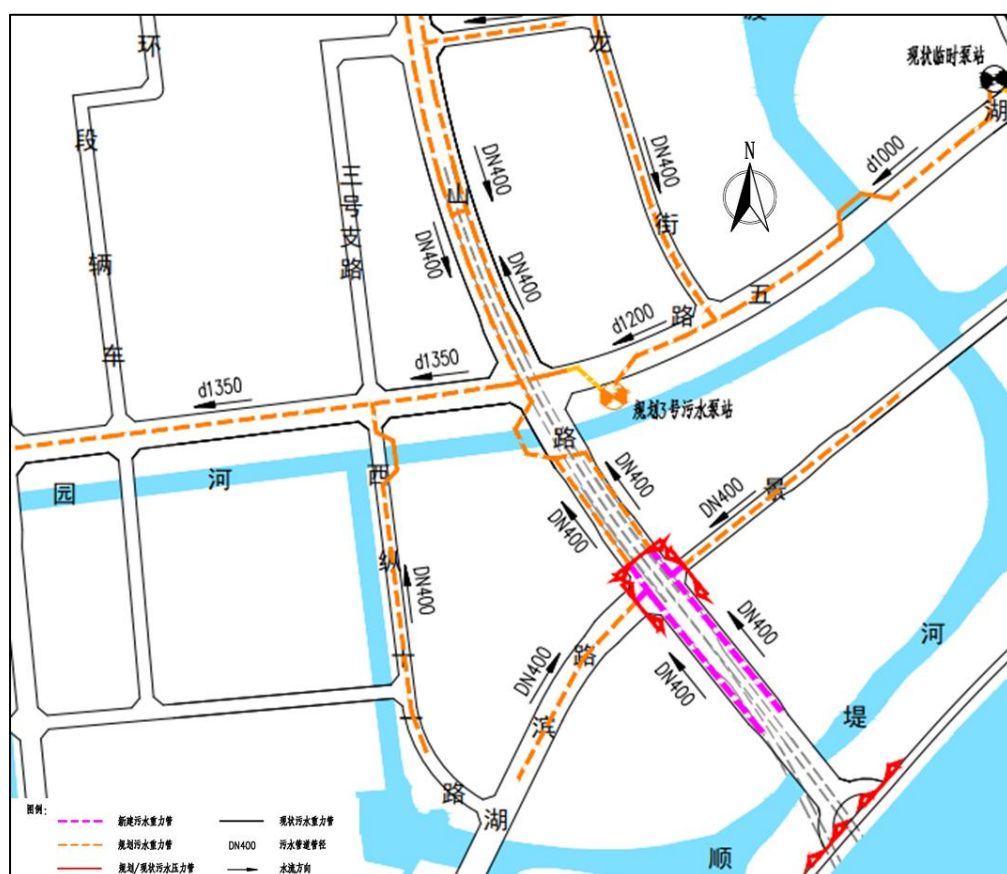 渡
环
龙
现状临时泵站
湖
段
三号支路
DN400
DN400
N
d1000
山
街
DN400
DN400
辆
五
路
d1200
d1350
d1350
车
规划3号污水泵站
路
DN400
园
河
西
DN400
DN400
景
纵
DN400
DN400
河
DN400
路
DN400
一
滨
堤
一
路
湖
顺
图例:
新建污水重力管
现状污水重力管
规划污水重力管
DN400
污水管道管径
规划/现状污水压力管
水流方向